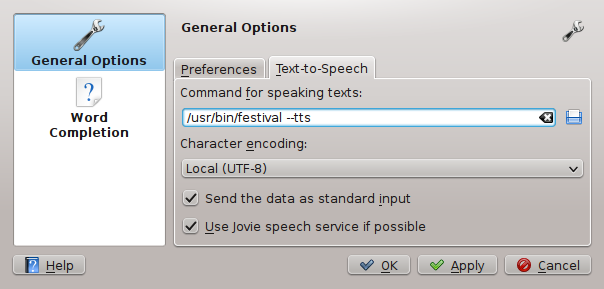 General Options
Word
Completion
General Options
Preferences
Text-to-Speech
Command for speaking texts:
/usr/bin/festival --tts
Character encoding:
Local (UTF-8)
Send the data as standard input
Use Jovie speech service if possible
Help
OK
Apply
Cancel